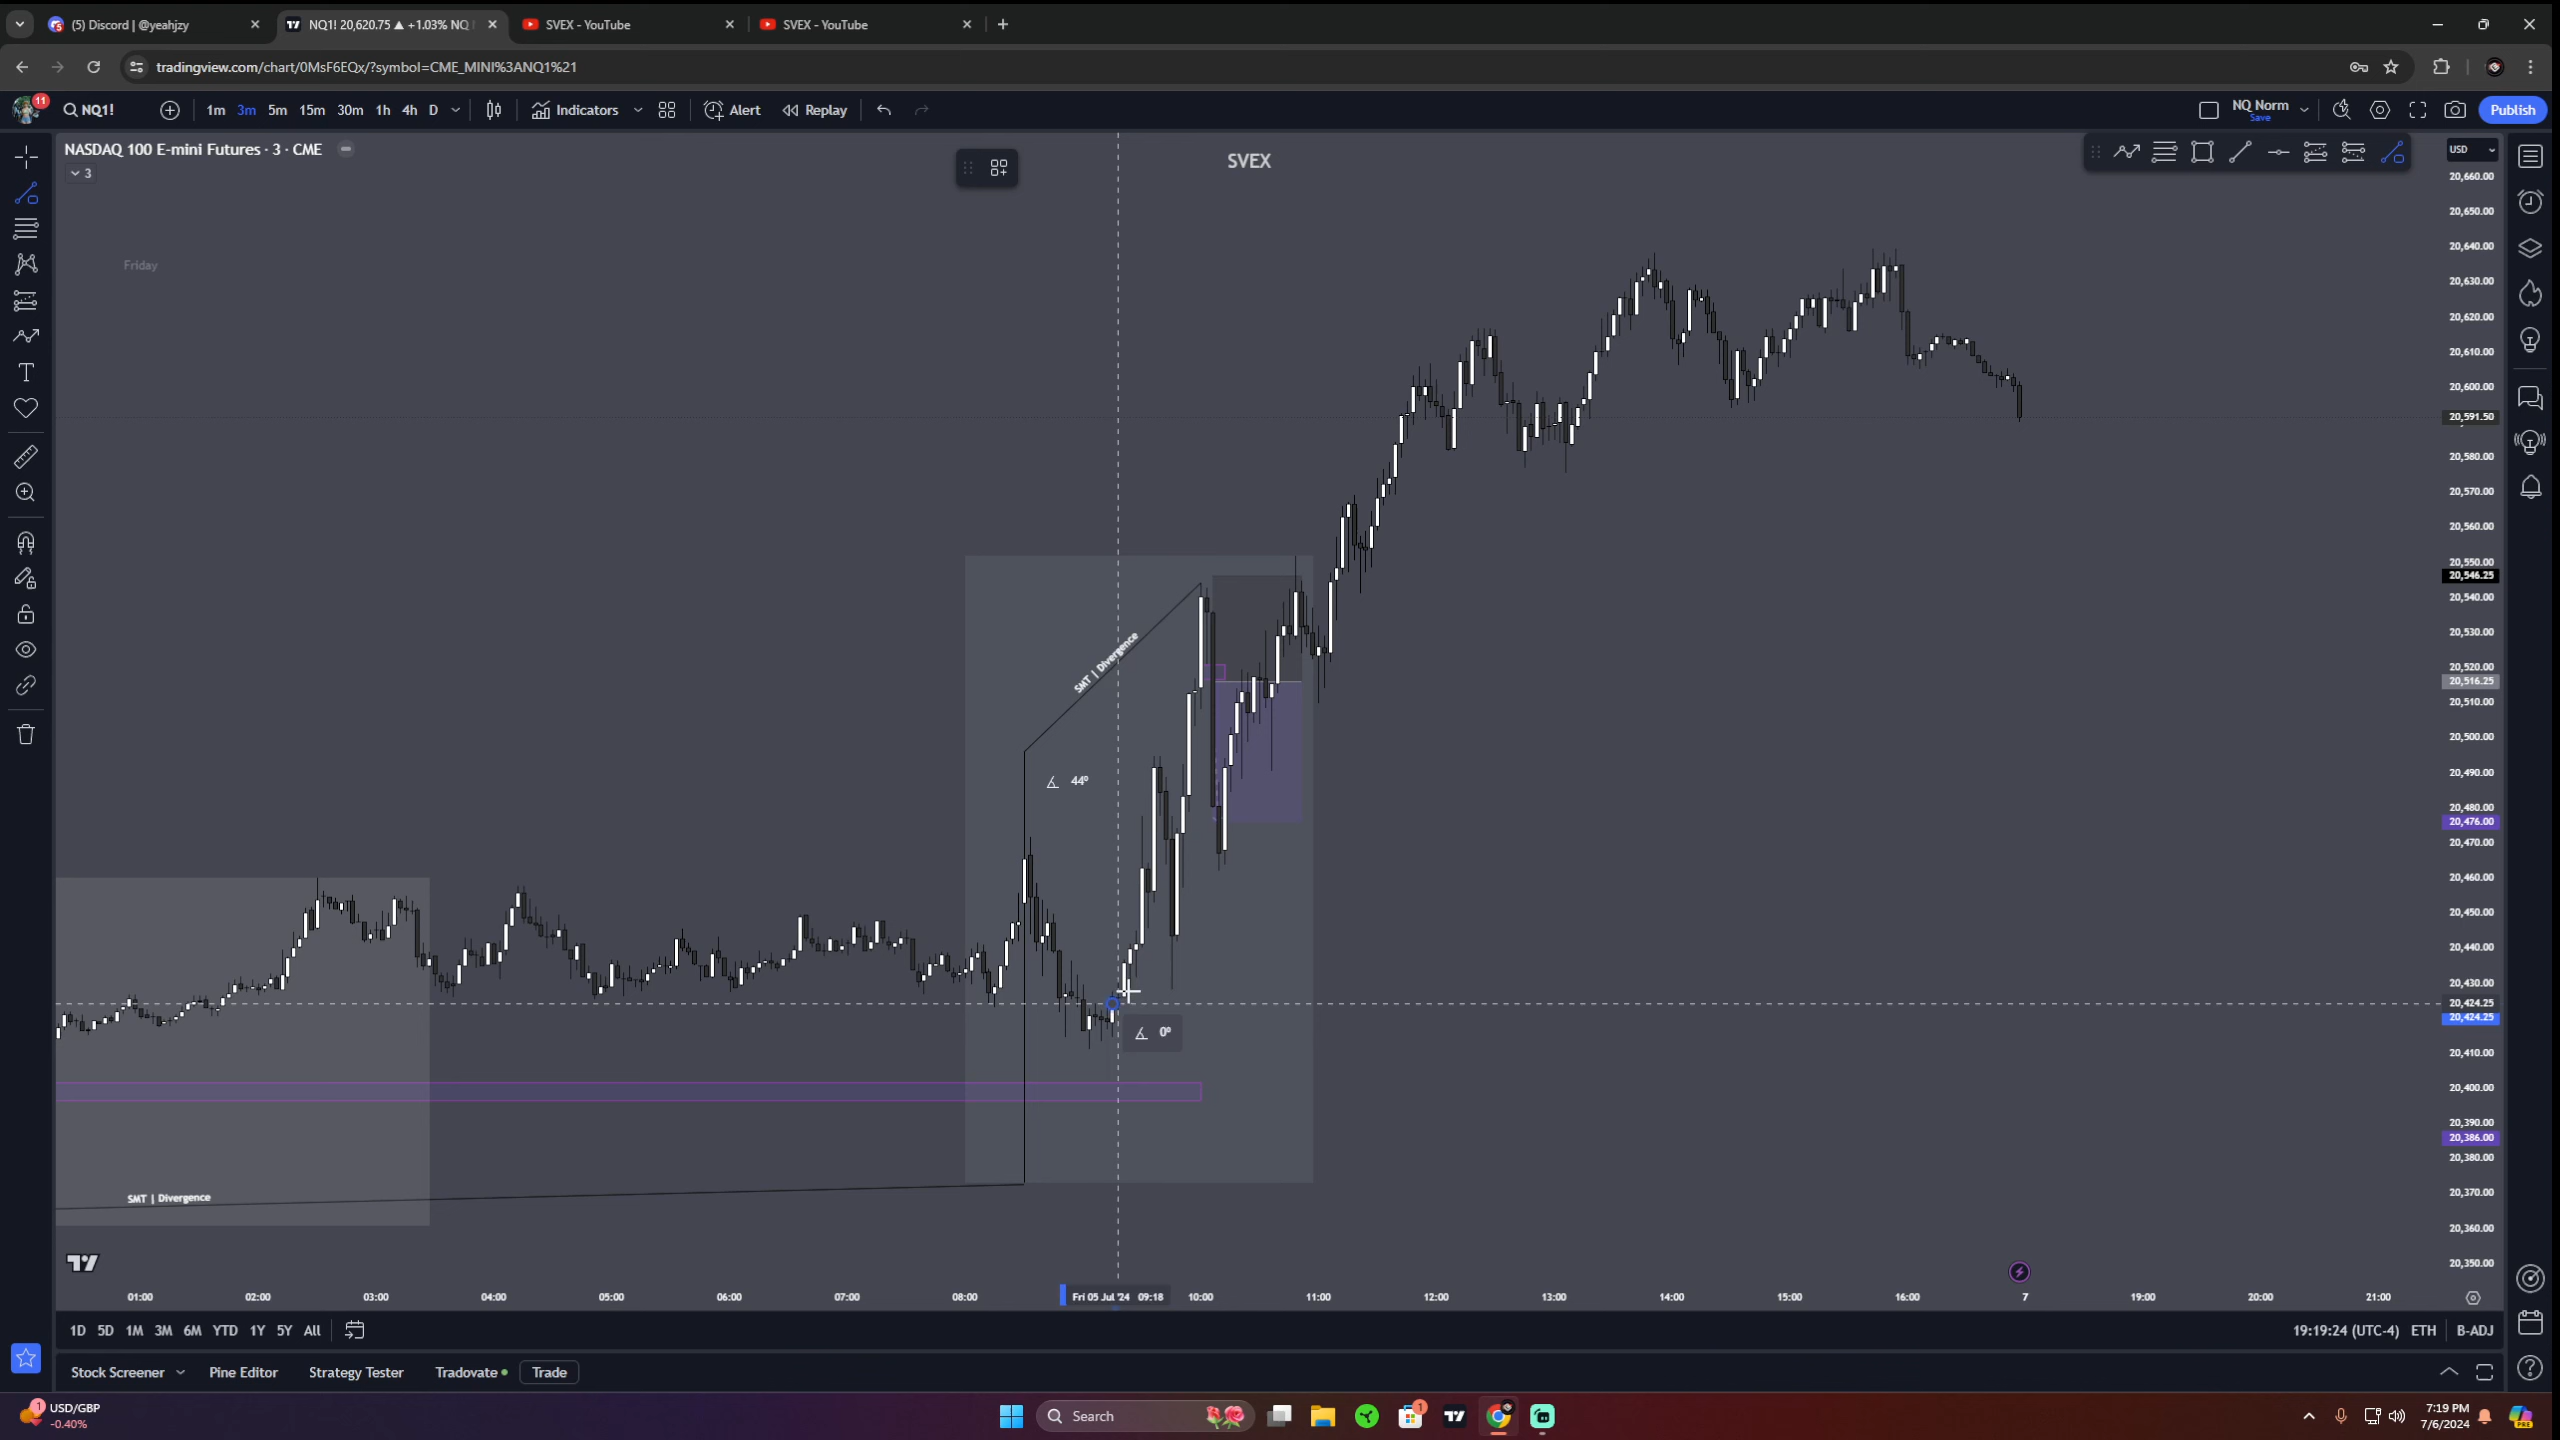 (5) Discord | @yeahjzy
NQ1! 20,620.75 ▲ +1.03% NQ
SVEX - YouTube
SVEX - YouTube
tradingview.com/chart/0MsF6EQx/?symbol=CME_MINI%3ANQ1%21
11
NQ1!
1m 3m 5m 15m 30m 1h 4h D
Indicators
Alert
Replay
NQ Norm
Save
Publish
NASDAQ 100 E-mini Futures · 3 · CME
3
SVEX
USD
Friday
20,660.00
20,650.00
20,640.00
20,630.00
20,620.00
20,610.00
20,600.00
20,591.50
20,580.00
20,570.00
20,560.00
20,550.00
20,546.25
20,540.00
20,530.00
20,520.00
20,516.25
20,510.00
20,500.00
20,490.00
20,480.00
20,476.00
20,470.00
20,460.00
20,450.00
20,440.00
20,430.00
20,424.25
20,424.25
20,410.00
20,400.00
20,390.00
20,386.00
20,380.00
20,370.00
20,360.00
20,350.00
SMT | Divergence
44º
0º
SMT | Divergence
01:00 02:00 03:00 04:00 05:00 06:00 07:00 08:00 Fri 05 Jul '24 09:18 10:00 11:00 12:00 13:00 14:00 15:00 16:00 7 19:00 20:00 21:00
1D 5D 1M 3M 6M YTD 1Y 5Y All
19:19:24 (UTC-4) ETH B-ADJ
Stock Screener Pine Editor Strategy Tester Tradovate Trade
1
USD/GBP
-0.40%
Search
1
7:19 PM
7/6/2024
PRE